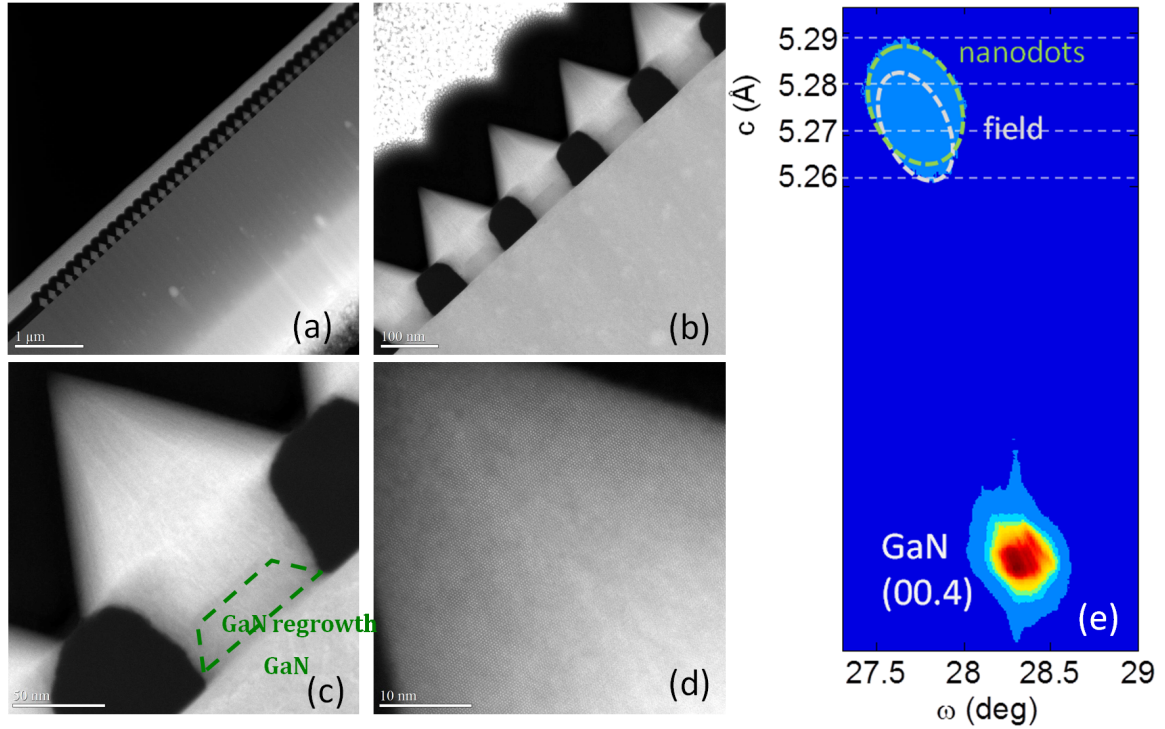 (a)
1 μm
(b)
100 nm
GaN regrowth
GaN
(c)
50 nm
(d)
10 nm
c (Å)
5.29
5.28
5.27
5.26
nanodots
field
GaN
(00.4)
(e)
27.5
28
28.5
29
ω (deg)